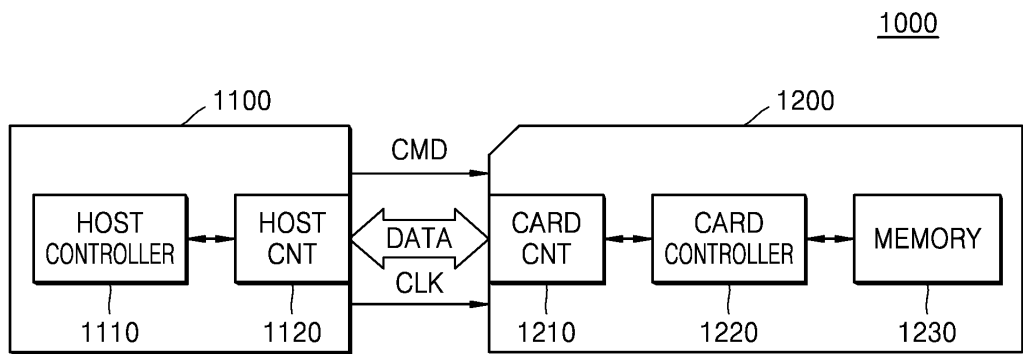 1000
1100
1200
CMD
HOST
CONTROLLER
HOST
CNT
DATA
CARD
CNT
CARD
CONTROLLER
MEMORY
CLK
1110
1120
1210
1220
1230